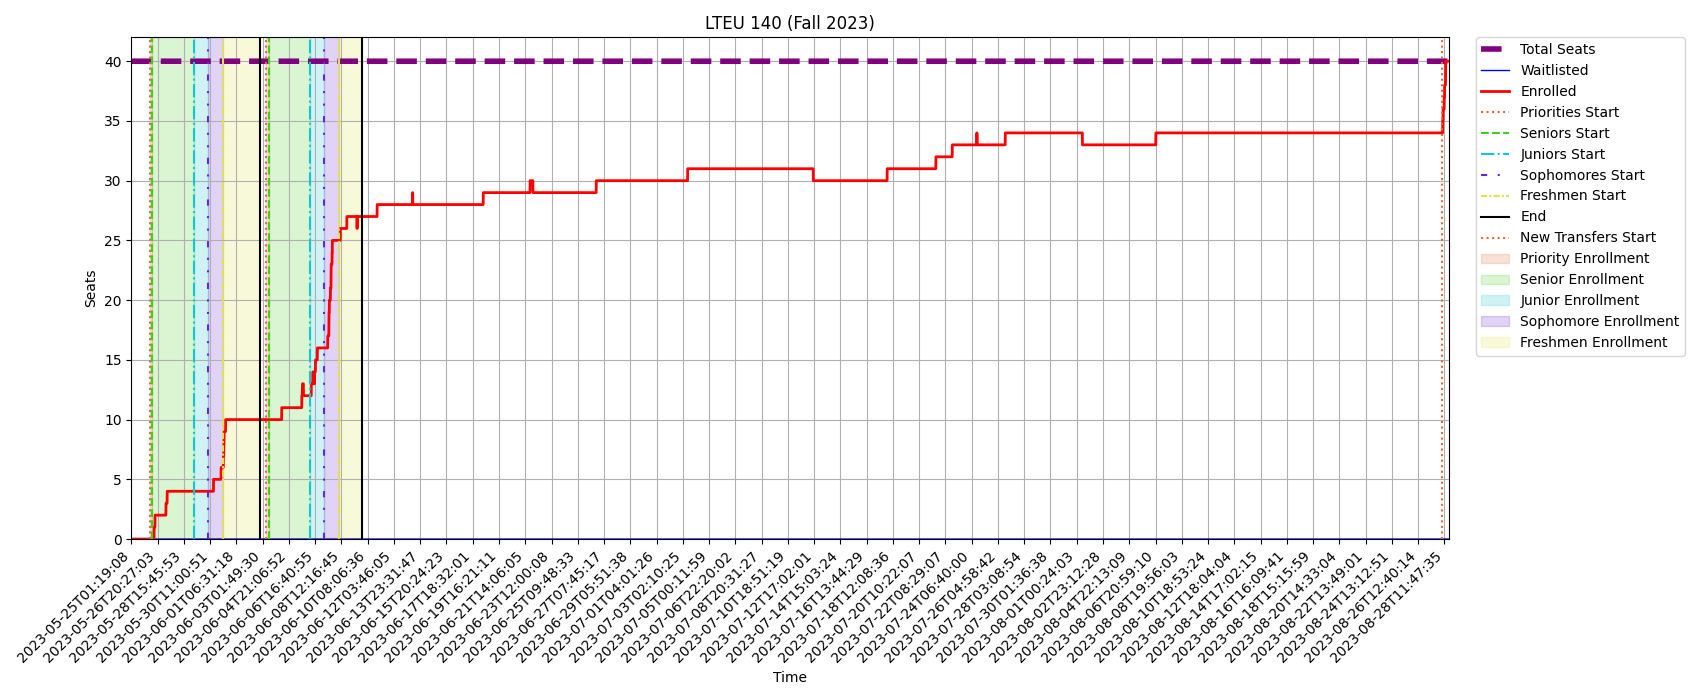 LTEU 140 (Fall 2023)
Seats
40
35
30
25
20
15
10
5
0
2023-05-25T01:19:08
2023-05-26T20:27:03
2023-05-28T15:45:53
2023-05-30T11:00:51
2023-06-01T06:31:18
2023-06-03T01:49:30
2023-06-04T21:06:52
2023-06-06T16:40:55
2023-06-08T12:16:45
2023-06-10T08:06:36
2023-06-12T03:46:05
2023-06-13T23:31:47
2023-06-15T20:24:23
2023-06-17T18:32:01
2023-06-19T16:21:11
2023-06-21T14:06:05
2023-06-23T12:00:08
2023-06-25T09:48:33
2023-06-27T07:45:17
2023-06-29T05:51:38
2023-07-01T04:01:26
2023-07-03T02:10:25
2023-07-05T00:11:59
2023-07-06T22:20:02
2023-07-08T20:31:27
2023-07-10T18:51:19
2023-07-12T17:02:01
2023-07-14T15:03:24
2023-07-16T13:44:29
2023-07-18T12:08:36
2023-07-20T10:22:07
2023-07-22T08:29:07
2023-07-24T06:40:00
2023-07-26T04:58:42
2023-07-28T03:08:54
2023-07-30T01:36:38
2023-08-01T00:24:03
2023-08-02T23:12:28
2023-08-04T22:13:09
2023-08-06T20:59:10
2023-08-08T19:56:03
2023-08-10T18:53:24
2023-08-12T18:04:04
2023-08-14T17:02:15
2023-08-16T16:09:41
2023-08-18T15:15:59
2023-08-20T14:33:04
2023-08-22T13:49:01
2023-08-24T13:12:51
2023-08-26T12:40:14
2023-08-28T11:47:35
Time
Total Seats
Waitlisted
Enrolled
Priorities Start
Seniors Start
Juniors Start
Sophomores Start
Freshmen Start
End
New Transfers Start
Priority Enrollment
Senior Enrollment
Junior Enrollment
Sophomore Enrollment
Freshmen Enrollment